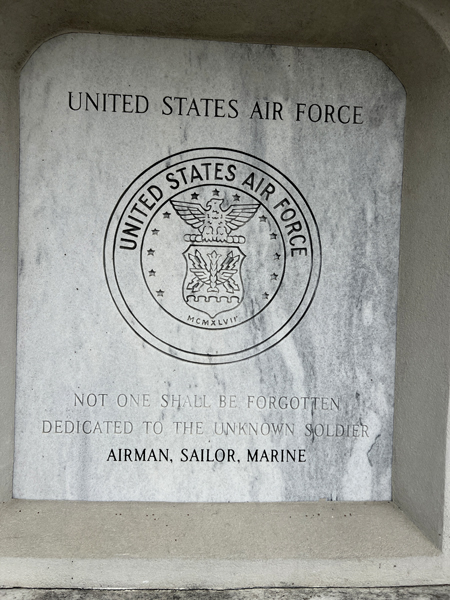 UNITED STATES AIR FORCE
UNITED STATES AIR FORCE
MCMXLVII
NOT ONE SHALL BE FORGOTTEN
DEDICATED TO THE UNKNOWN SOLDIER
AIRMAN, SAILOR, MARINE